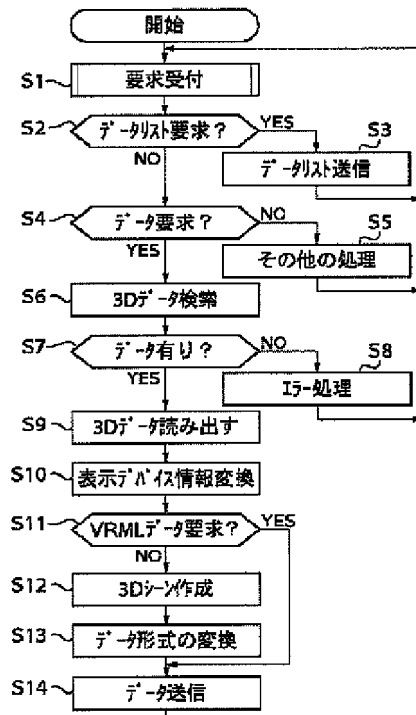 開始
S1 要求受付
S2 データリスト要求? YES
S3
NO データリスト送信
S4 データ要求? NO
S5
YES その他の処理
S6 3Dデータ検索
S7 データ有り? NO
S8
YES エラー処理
S9 3Dデータ読み出す
S10 表示デバイス情報変換
S11 VRMLデータ要求? YES
NO
S12 3Dシーン作成
S13 データ形式の変換
S14 データ送信